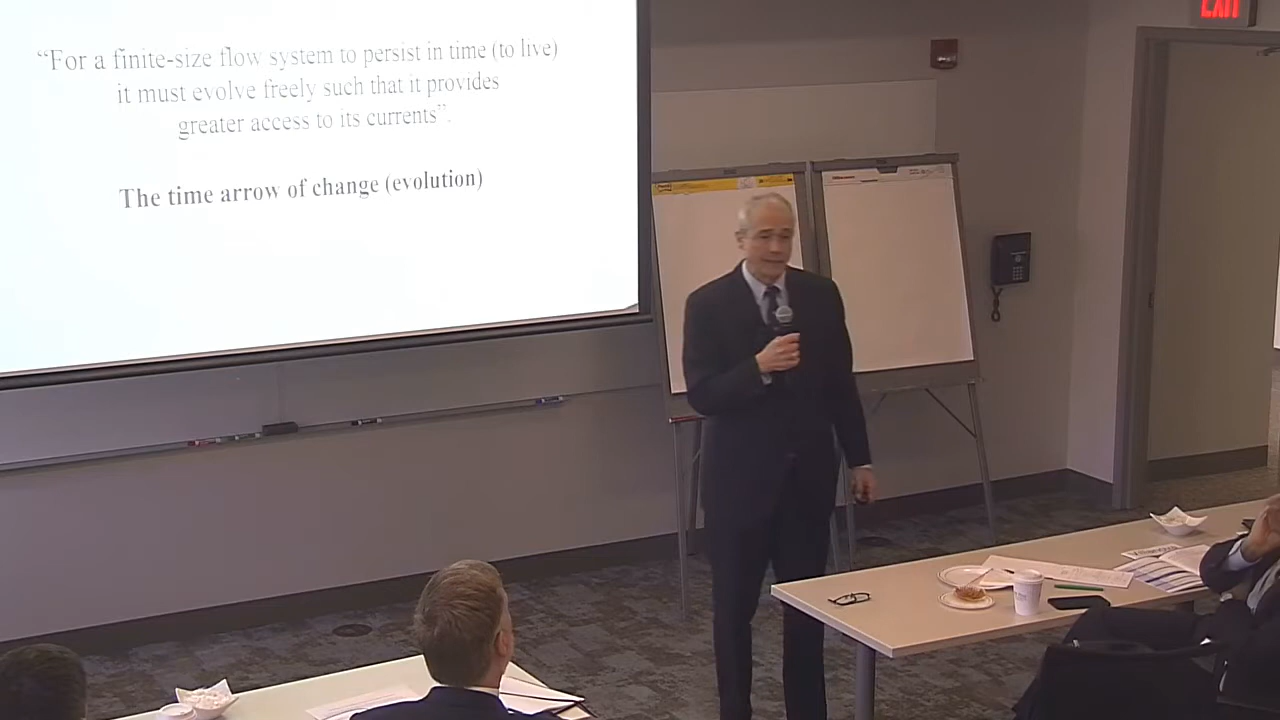 “For a finite-size flow system to persist in time (to live)
it must evolve freely such that it provides
greater access to its currents”.
The time arrow of change (evolution)
EXIT